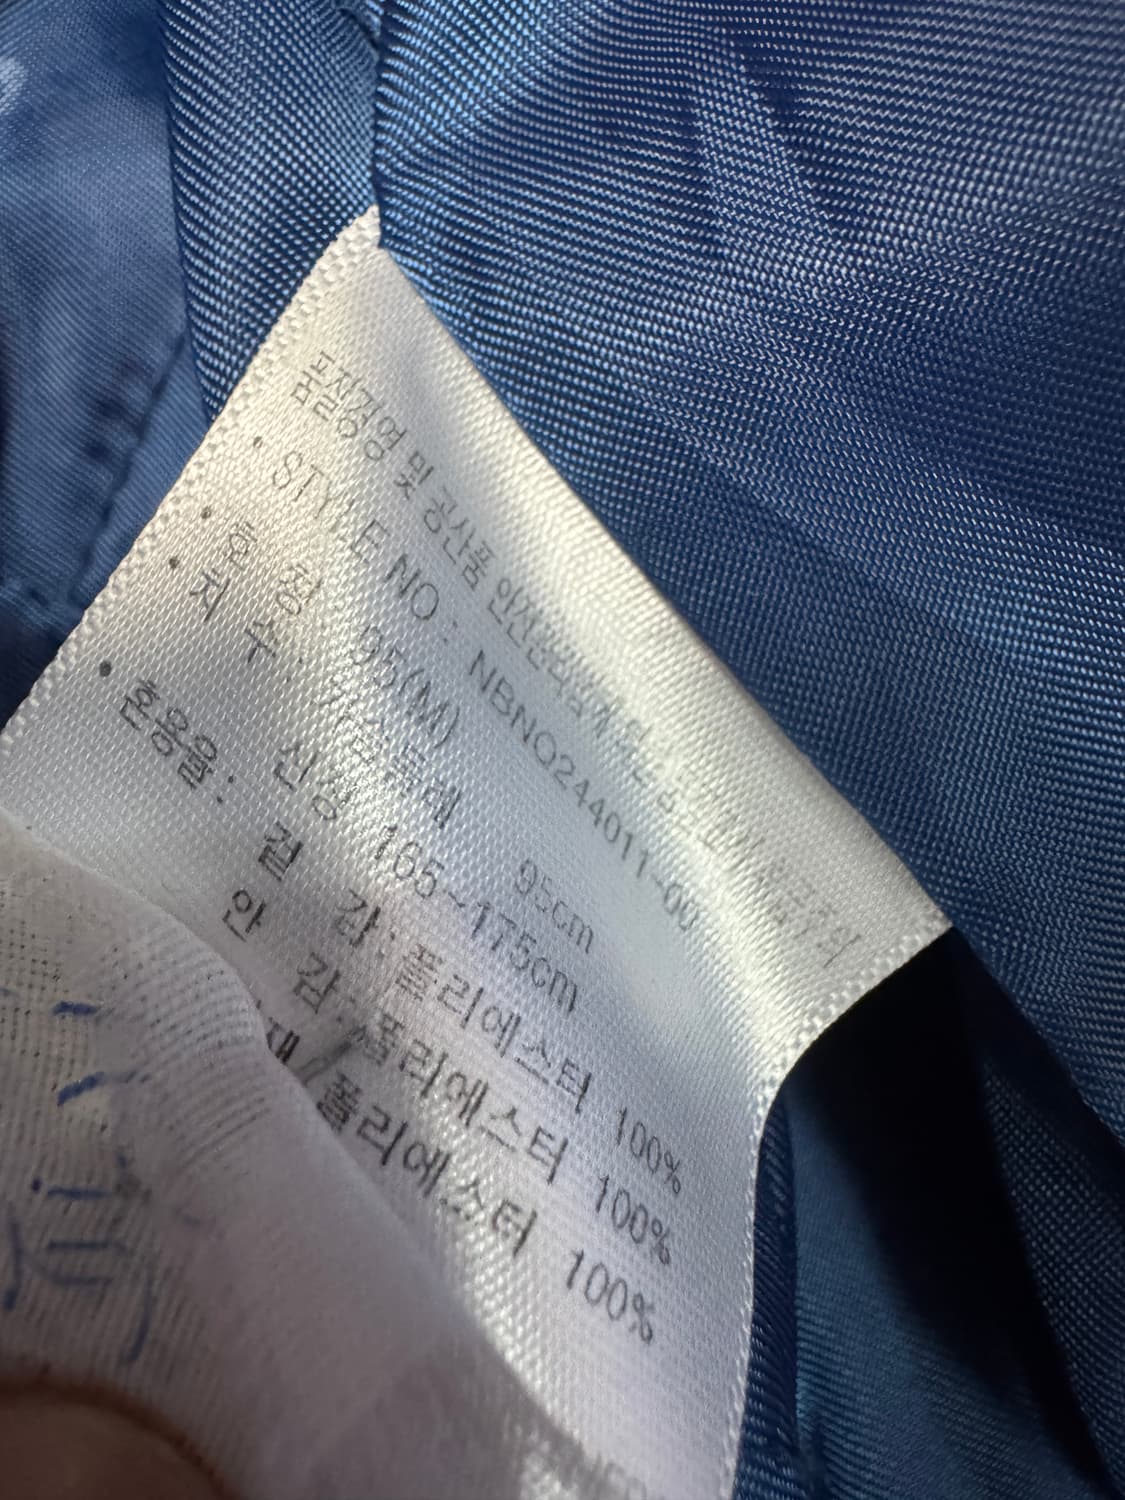 품질경영 및 공산품 안전관리법에 의한
• STYLE NO : NBNQ244011-00
• 호 칭 : 95(M)
• 치 수 : 가슴둘레 95cm
신장 165~175cm
• 혼용율: 겉 감: 폴리에스터 100%
안 감: 폴리에스터 100%
재/폴리에스터 100%